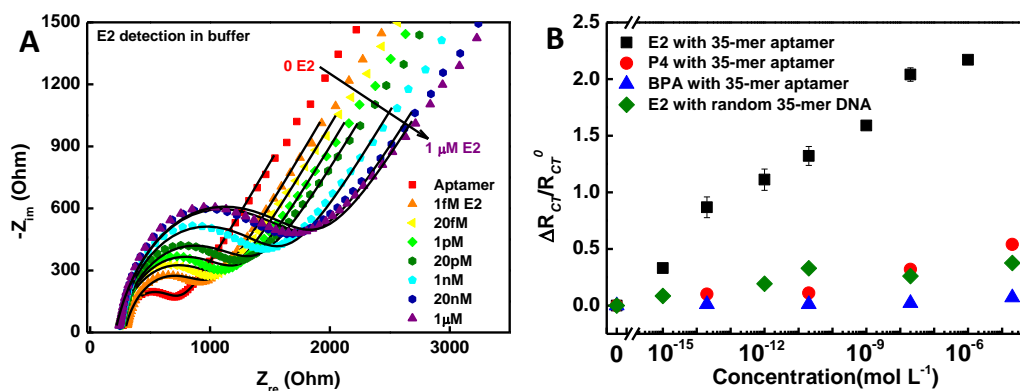 A
E2 detection in buffer
-Z_im (Ohm)
1500
1200
900
600
300
0
0 E2
1 μM E2
Aptamer
1fM E2
20fM
1pM
20pM
1nM
20nM
1μM
0 1000 2000 3000
Z_re (Ohm)
B
E2 with 35-mer aptamer
P4 with 35-mer aptamer
BPA with 35-mer aptamer
E2 with random 35-mer DNA
ΔR_CT/R_CT^0
2.5
2.0
1.5
1.0
0.5
0.0
0 10^-15 10^-12 10^-9 10^-6
Concentration(mol L^-1)